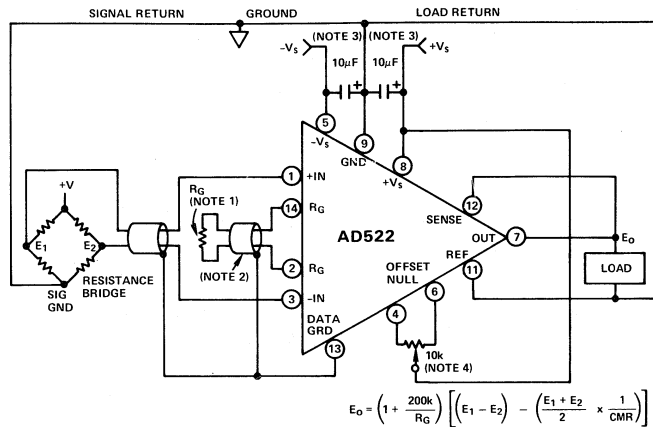 SIGNAL RETURN GROUND LOAD RETURN
(NOTE 3) (NOTE 3)
–Vs +Vs
10µF + 10µF +
5 9 8
–Vs GND +Vs
1 +IN
RG
(NOTE 1)
14 RG
+V
E1 E2
RESISTANCE
BRIDGE
SIG
GND
(NOTE 2)
AD522
12
SENSE
OUT 7 E₀
LOAD
REF
11
2 RG
3 –IN
OFFSET
NULL
4 6
DATA
GRD
13
10k
(NOTE 4)
E₀ = (1 + 200k/RG) [(E1 – E2) – (E1 + E2/2 x 1/CMR)]